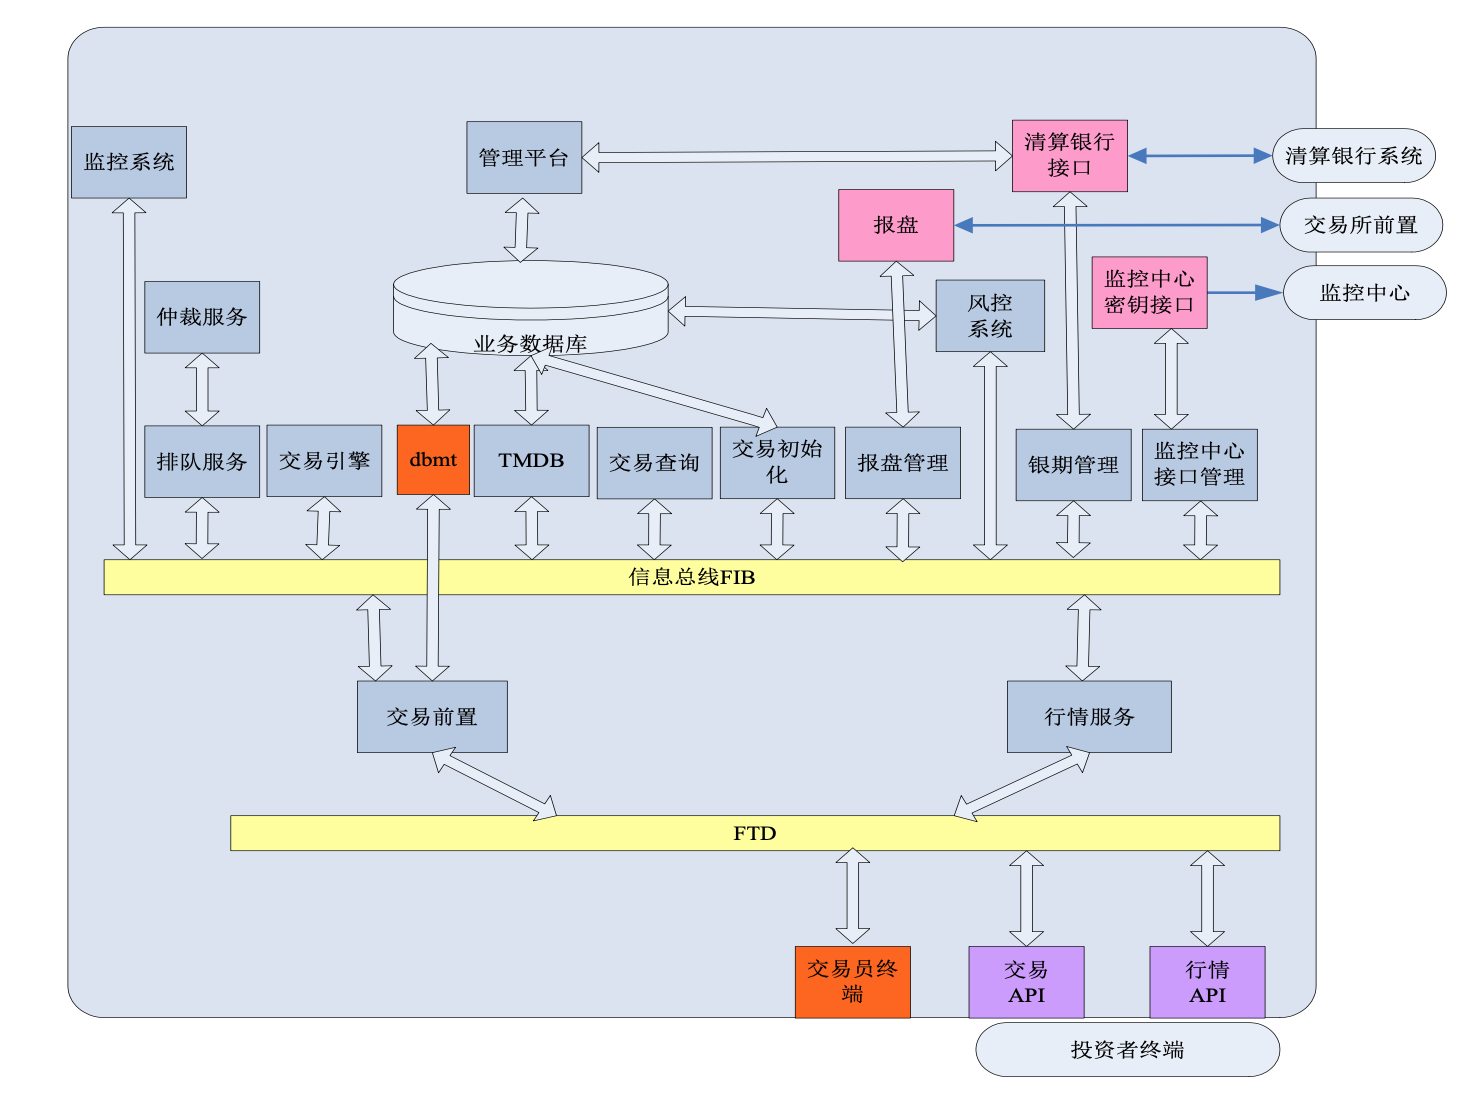 监控系统
管理平台
清算银行
接口
清算银行系统
报盘
交易所前置
监控中心
密钥接口
监控中心
仲裁服务
业务数据库
风控
系统
排队服务
交易引擎
dbmt
TMDB
交易查询
交易初始
化
报盘管理
银期管理
监控中心
接口管理
信息总线FIB
交易前置
行情服务
FTD
交易员终
端
交易
API
行情
API
投资者终端